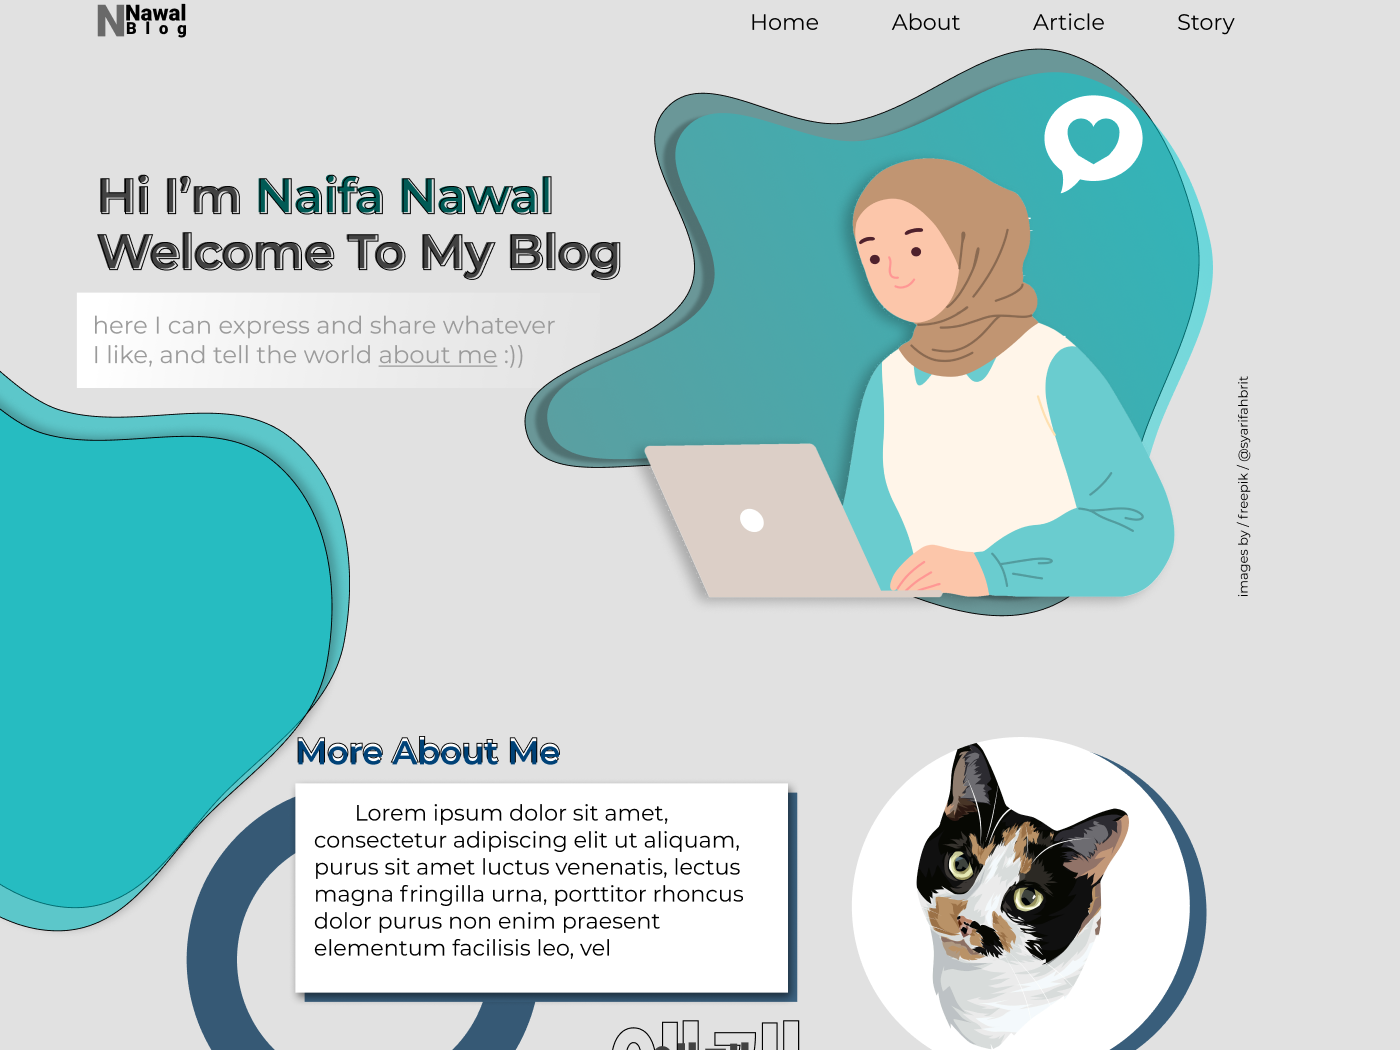 Nawal
Blog
Home About Article Story
Hi I’m Naifa Nawal
Welcome To My Blog
here I can express and share whatever
I like, and tell the world about me :))
images by / freepik / @syarifahbrit
More About Me
Lorem ipsum dolor sit amet,
consectetur adipiscing elit ut aliquam,
purus sit amet luctus venenatis, lectus
magna fringilla urna, porttitor rhoncus
dolor purus non enim praesent
elementum facilisis leo, vel